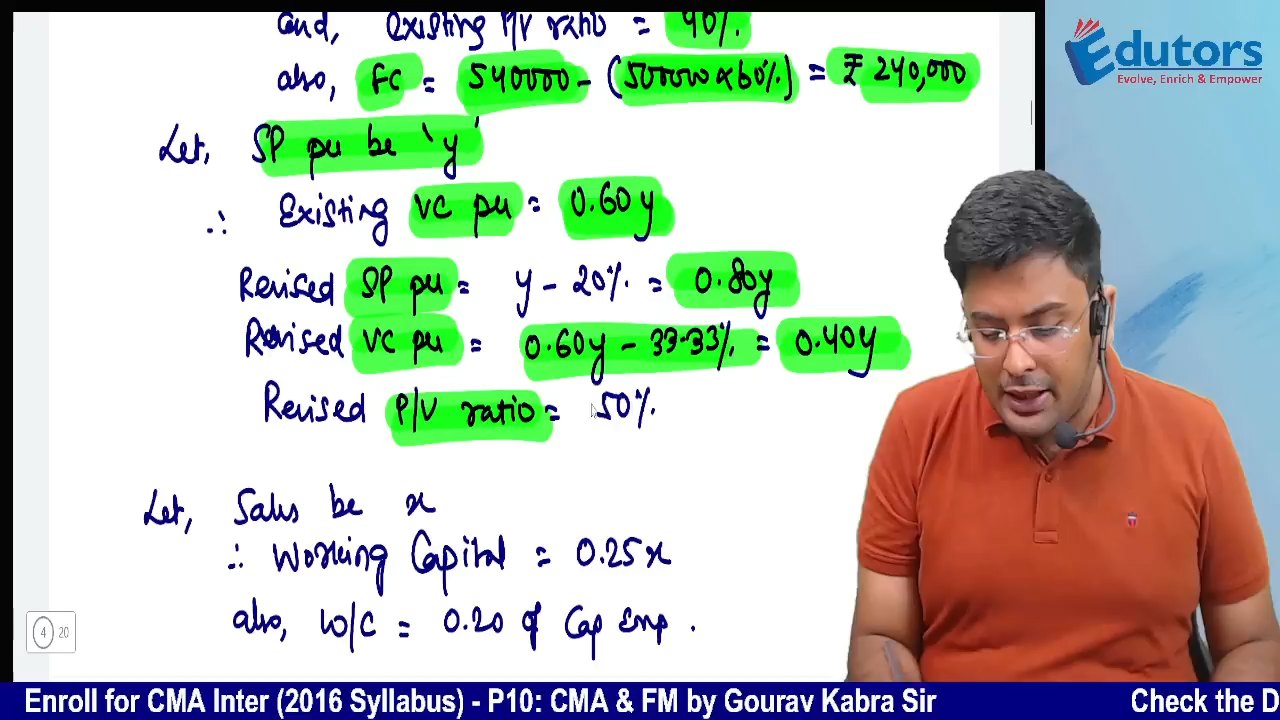 and, existing P/V ratio = 40%.
also, FC = 540000 - (500000 x 60%) = ₹ 240,000
Let, SP pu be 'y'
∴ Existing VC pu = 0.60y
Revised SP pu = y - 20% = 0.80y
Revised VC pu = 0.60y - 33.33% = 0.40y
Revised P/V ratio = 50%.
Let, Sales be x
∴ Working Capital = 0.25x
also, W/C = 0.20 of Cap Emp.
4 20
Edutors
Evolve, Enrich & Empower
Enroll for CMA Inter (2016 Syllabus) - P10: CMA & FM by Gourav Kabra Sir
Check the D